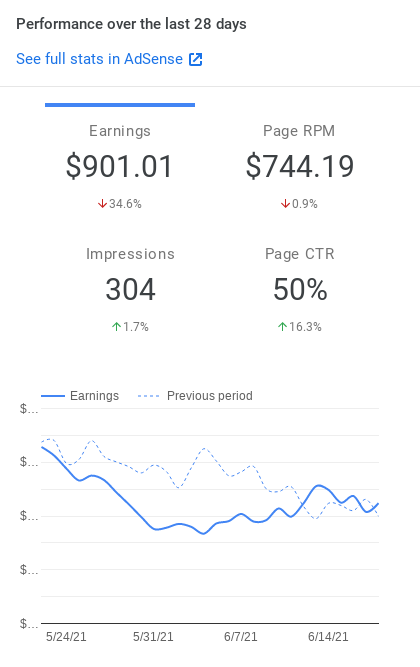 Performance over the last 28 days
See full stats in AdSense
Earnings Page RPM
$901.01 $744.19
34.6% 0.9%
Impressions Page CTR
304 50%
1.7% 16.3%
Earnings Previous period
$...
$...
$...
$...
$...
5/24/21 5/31/21 6/7/21 6/14/21